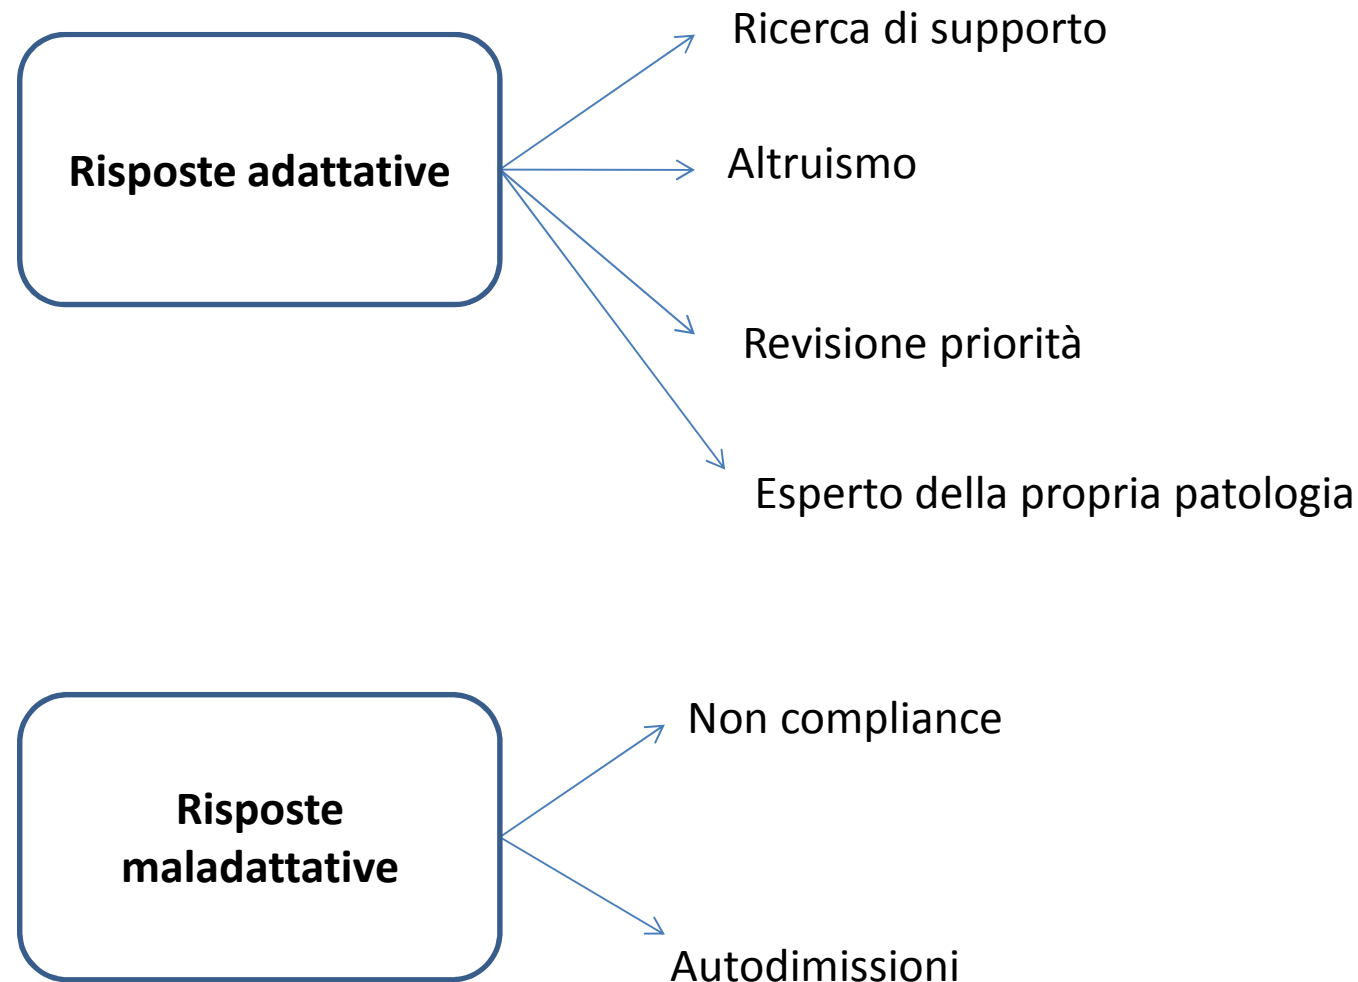 Ricerca di supporto
Risposte adattative
Altruismo
Revisione priorità
Esperto della propria patologia
Non compliance
Risposte
maladattative
Autodimissioni